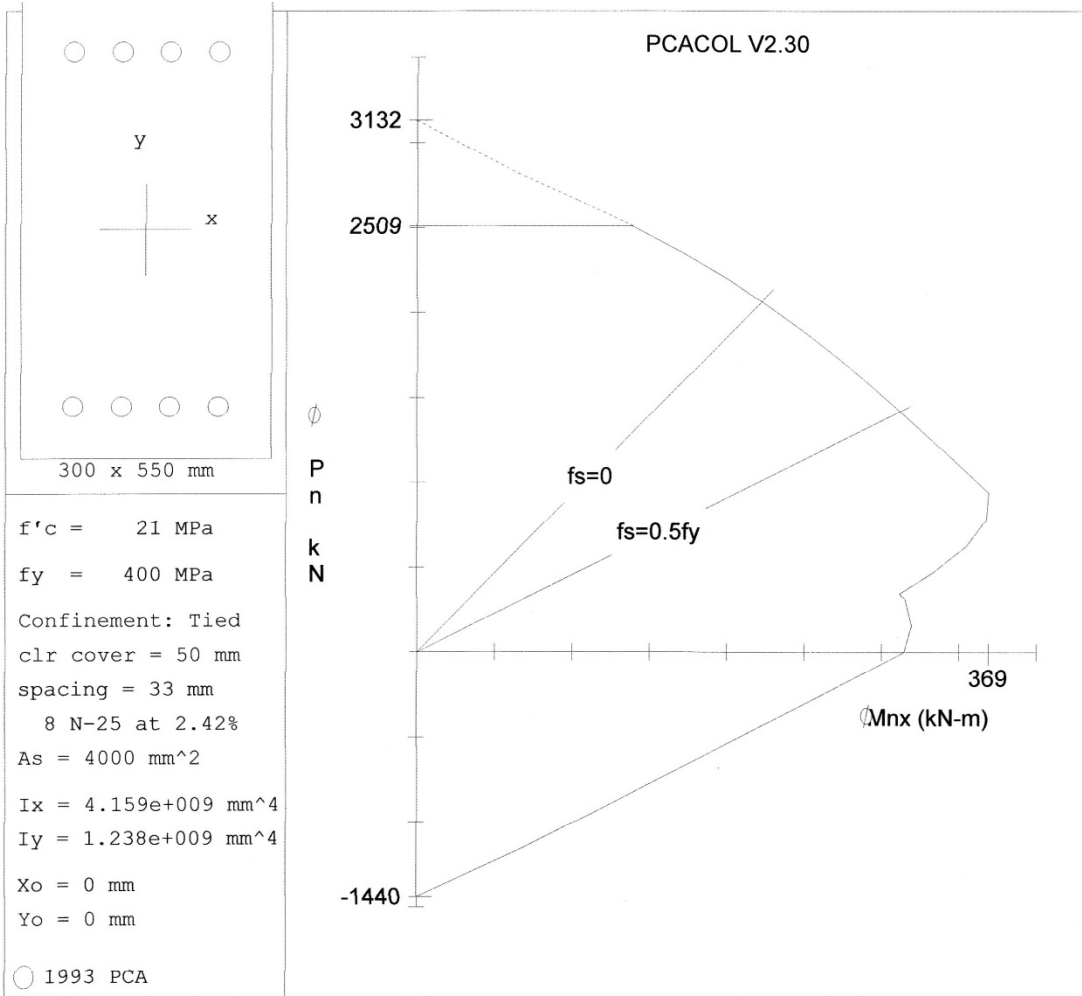 PCACOL V2.30
y
x
300 x 550 mm
f'c = 21 MPa
fy = 400 MPa
Confinement: Tied
clr cover = 50 mm
spacing = 33 mm
8 N-25 at 2.42%
As = 4000 mm^2
Ix = 4.159e+009 mm^4
Iy = 1.238e+009 mm^4
Xo = 0 mm
Yo = 0 mm
1993 PCA
3132
2509
ϕ
P
n
k
N
fs=0
fs=0.5fy
369
ϕMnx (kN-m)
-1440